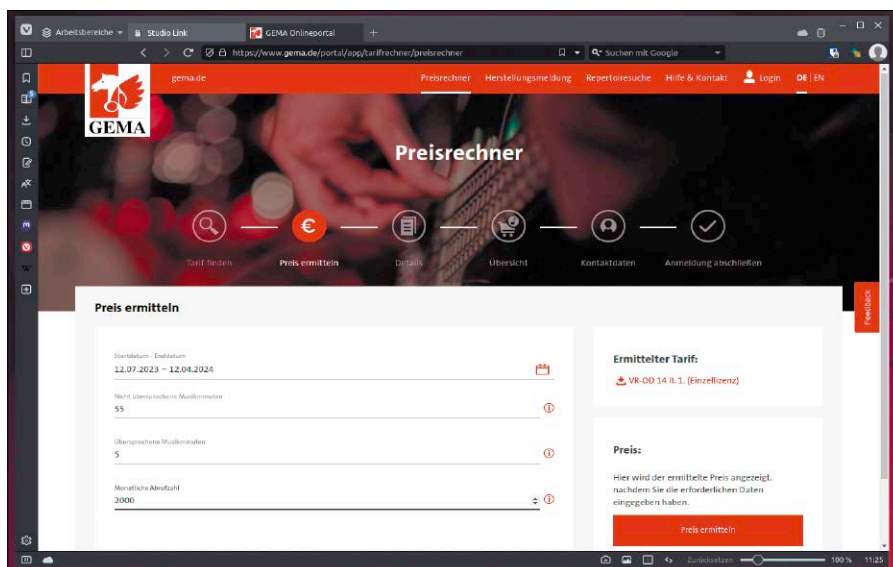 Arbeitsbereiche
Studio Link
GEMA Onlineportal
https://www.gema.de/portal/app/tarifrechner/preisrechner
Suchen mit Google
gema.de
Preisrechner
Herstellungsmeldung
Repertoiresuche
Hilfe & Kontakt
Login
DE | EN
GEMA
Preisrechner
Tarif finden
Preis ermitteln
Details
Übersicht
Kontaktdaten
Anmeldung abschließen
Feedback
Preis ermitteln
Startdatum - Enddatum
12.07.2023 – 12.04.2024
Nicht übersprochene Musikminuten
55
Übersprochene Musikminuten
5
Monatliche Abrufzahl
2000
Ermittelter Tarif:
VR-OD 14 II. 1. (Einzellizenz)
Preis:
Hier wird der ermittelte Preis angezeigt,
nachdem Sie die erforderlichen Daten
eingegeben haben.
Preis ermitteln
Zurücksetzen
100 %
11:25